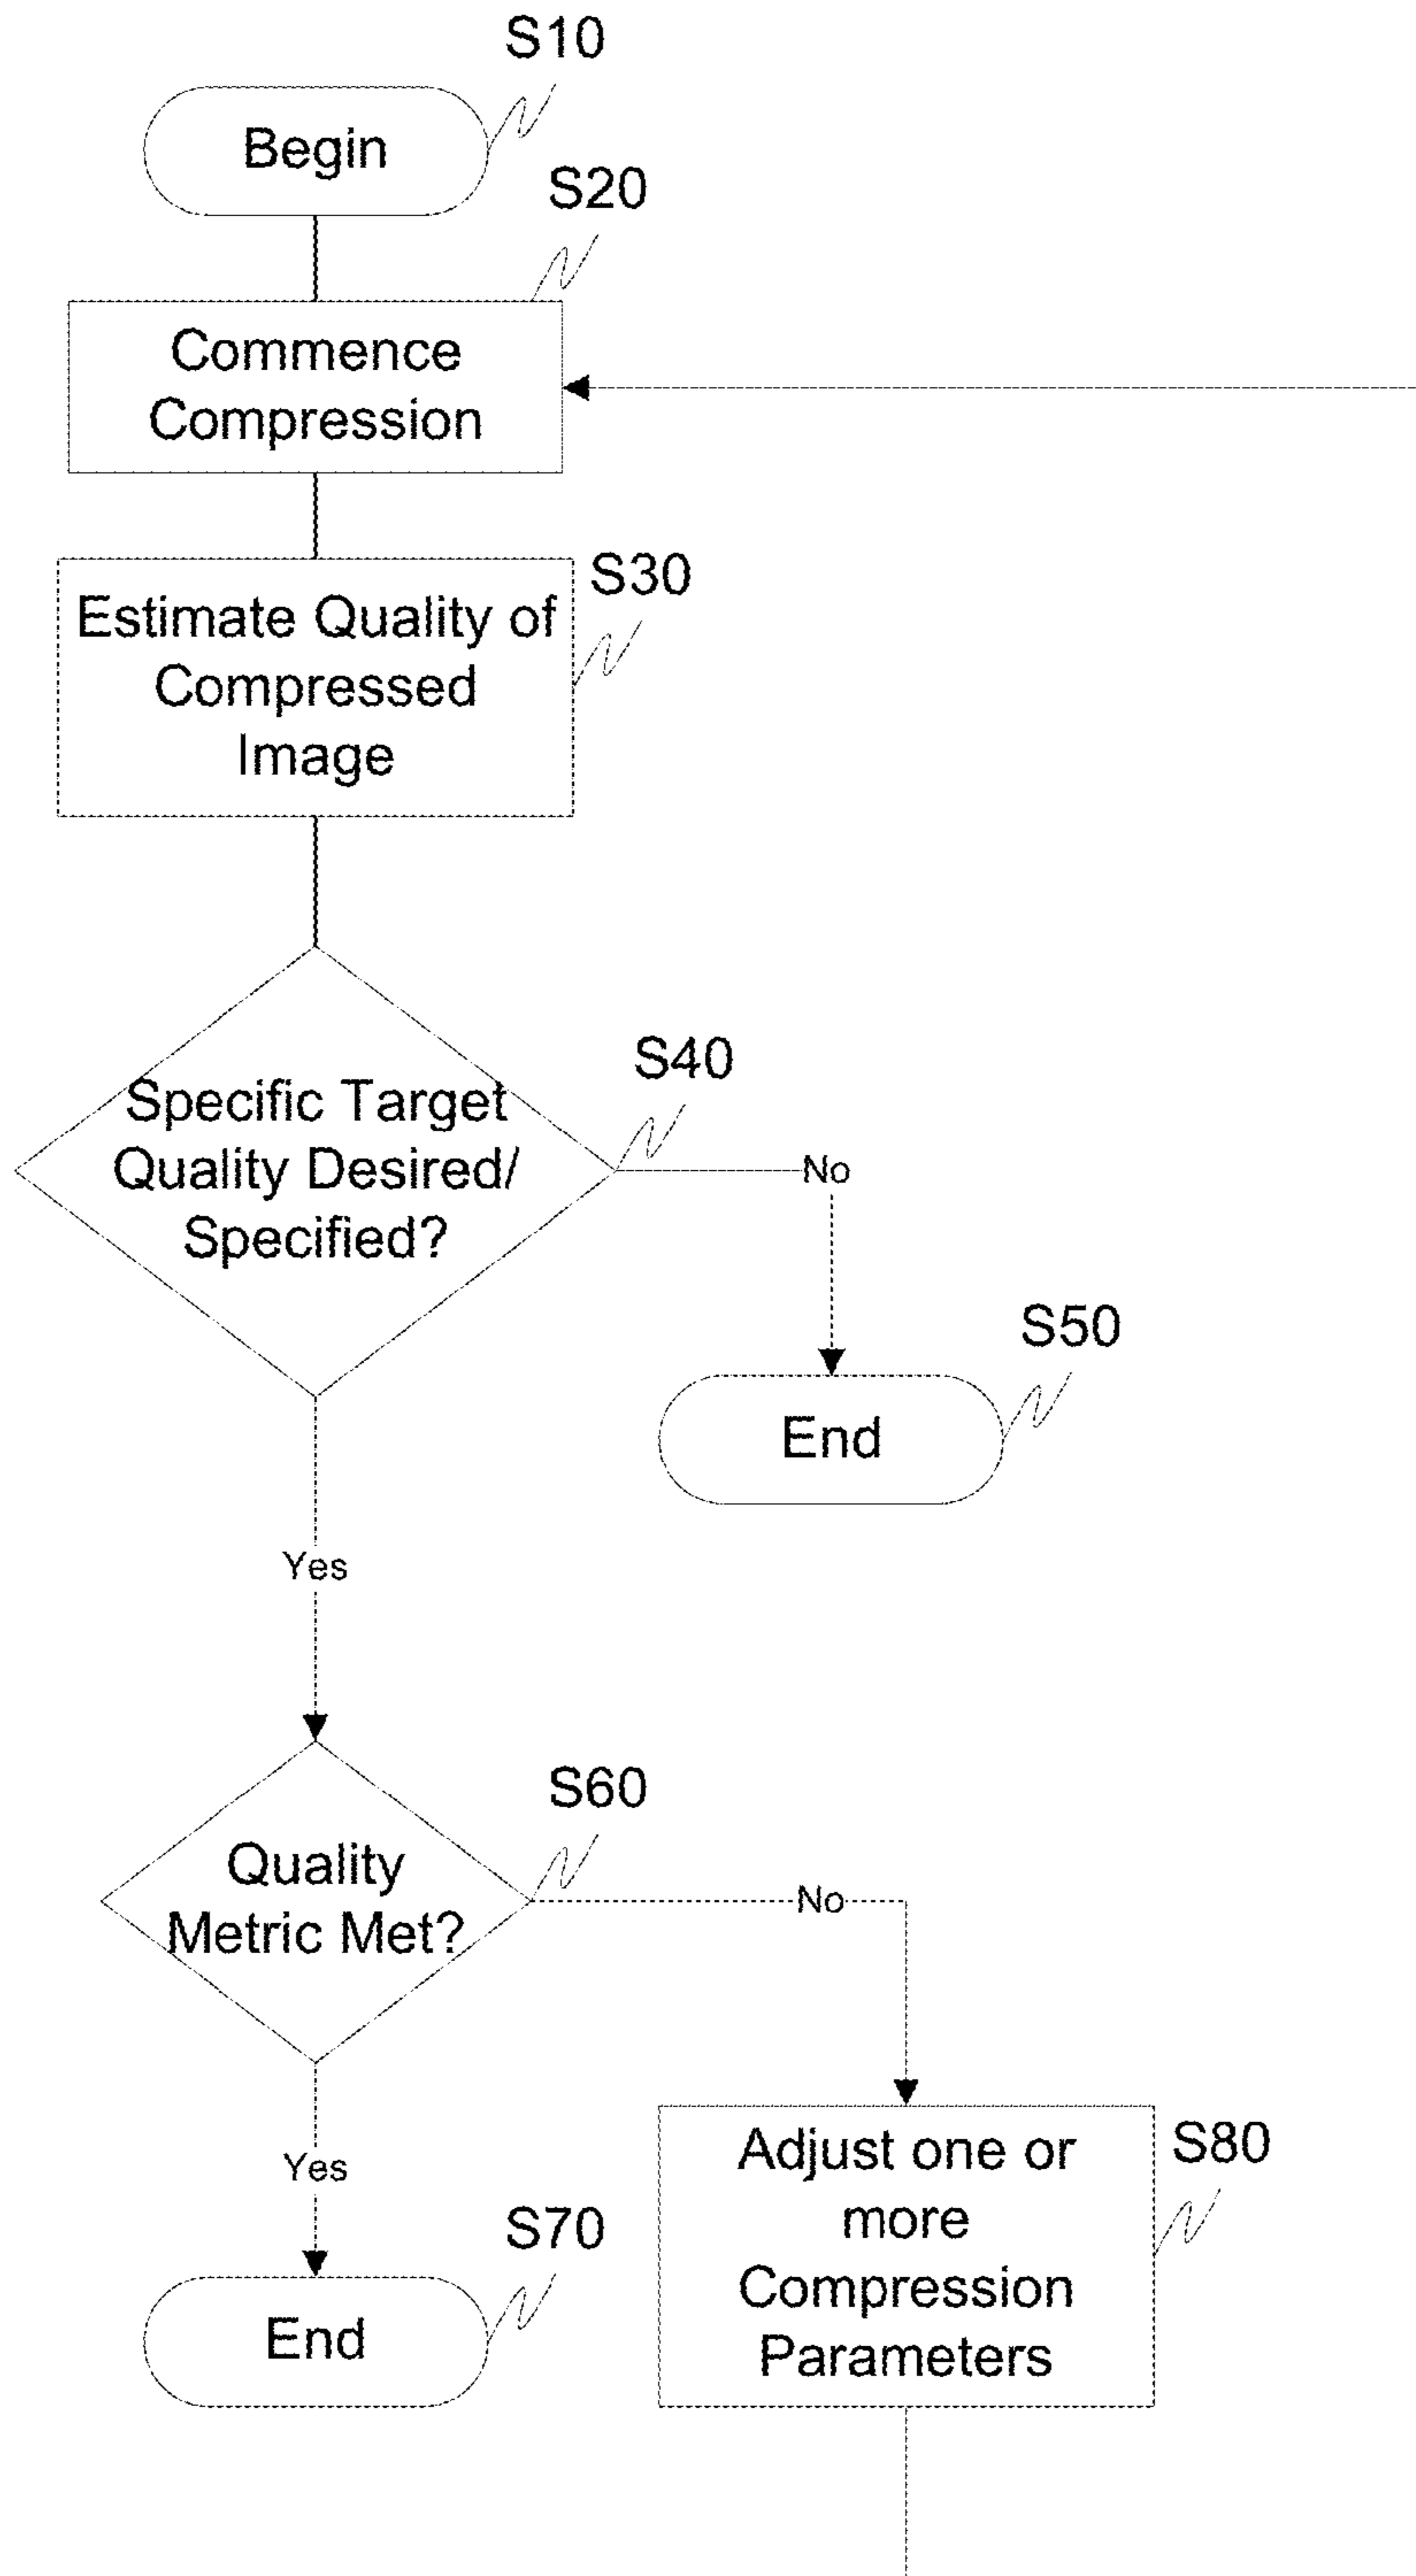 S10
Begin
S20
Commence
Compression
S30
Estimate Quality of
Compressed
Image
S40
Specific Target
Quality Desired/
Specified?
No
S50
End
Yes
S60
Quality
Metric Met?
No
Yes
S70
End
S80
Adjust one or
more
Compression
Parameters